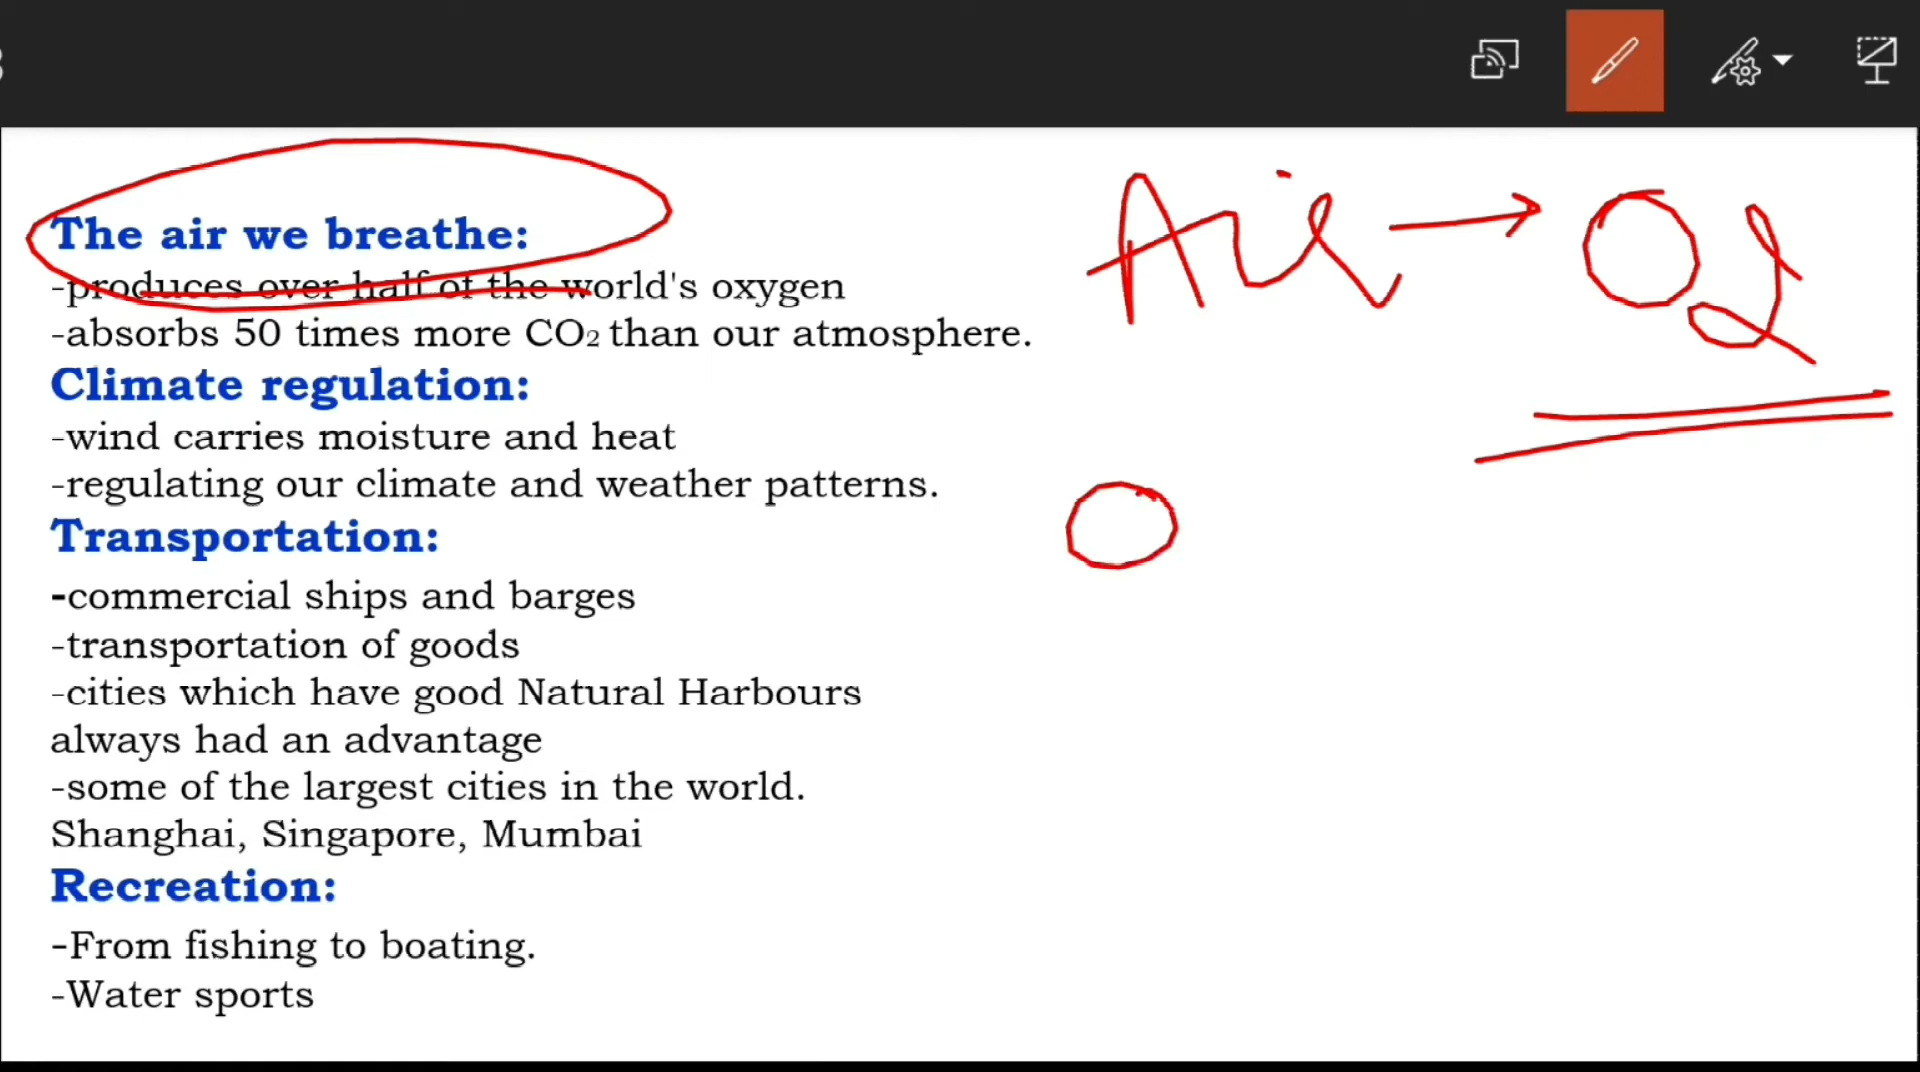 The air we breathe:
-produces over half of the world's oxygen
-absorbs 50 times more CO₂ than our atmosphere.
Climate regulation:
-wind carries moisture and heat
-regulating our climate and weather patterns.
Transportation:
-commercial ships and barges
-transportation of goods
-cities which have good Natural Harbours
always had an advantage
-some of the largest cities in the world.
Shanghai, Singapore, Mumbai
Recreation:
-From fishing to boating.
-Water sports
Air → O₂